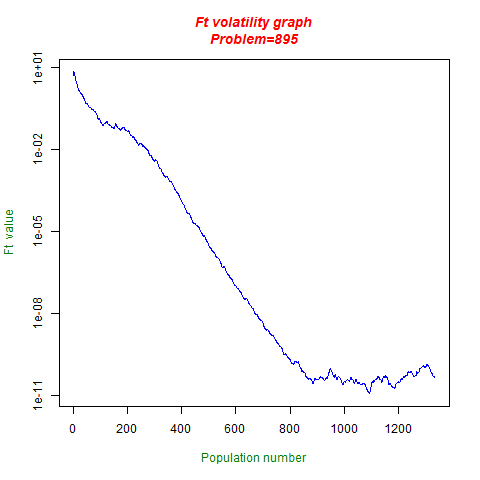 Ft volatility graph
Problem=895
1e+01
1e-02
1e-05
1e-08
1e-11
Ft value
0 200 400 600 800 1000 1200
Population number